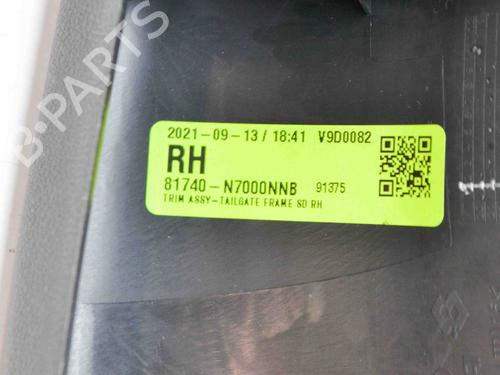 B-PARTS
2021-09-13/18:41 V9D0082
RH
81740-N7000NNB 91375
TRIM ASSY-TAILGATE FRAME SD RH